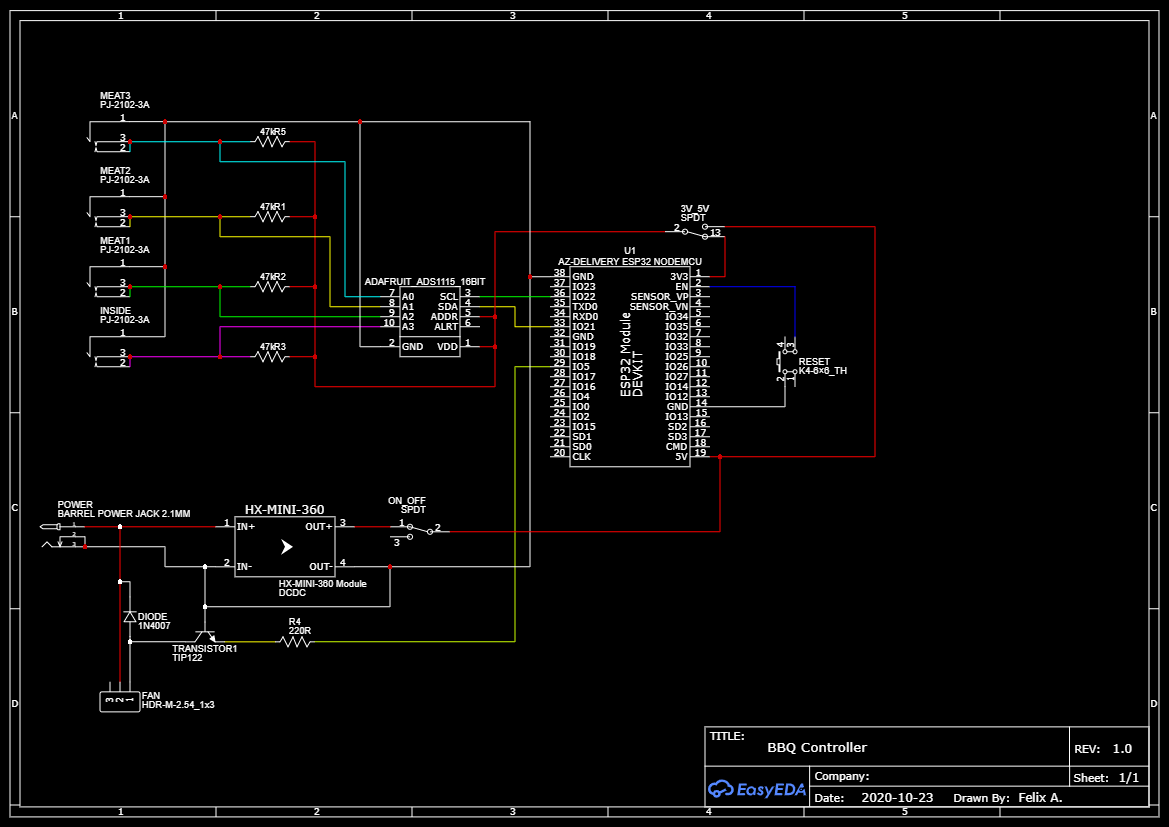 1 2 3 4 5
A A
B B
C C
D D
MEAT3
PJ-2102-3A
1
3
2
47kR5
MEAT2
PJ-2102-3A
1
3
2
47kR1
MEAT1
PJ-2102-3A
1
3
2
47kR2
INSIDE
PJ-2102-3A
1
3
2
47kR3
ADAFRUIT_ADS1115_16BIT
7 A0 SCL 3
8 A1 SDA 4
9 A2 ADDR 5
10 A3 ALRT 6
2 GND VDD 1
3V_5V
SPDT
2 13
U1
AZ-DELIVERY ESP32 NODEMCU
38 GND 3V3 1
37 IO23 EN 2
36 IO22 SENSOR_VP 3
35 TXD0 SENSOR_VN 4
34 RXD0 IO34 5
33 IO21 IO35 6
32 GND IO32 7
31 IO19 IO33 8
30 IO18 IO25 9
29 IO5 IO26 10
28 IO17 IO27 11
27 IO16 IO14 12
26 IO4 IO12 13
25 IO0 GND 14
24 IO2 IO13 15
23 IO15 SD2 16
22 SD1 SD3 17
21 SD0 CMD 18
20 CLK 5V 19
ESP32 Module
DEVKIT
4 3
2 1
RESET
K4-6×6_TH
POWER
BARREL POWER JACK 2.1MM
1
2
3
HX-MINI-360
1 IN+ OUT+ 3
2 IN- OUT- 4
HX-MINI-360 Module
DCDC
ON_OFF
SPDT
1 2
3
DIODE
1N4007
TRANSISTOR1
TIP122
R4
220R
3 2 1
FAN
HDR-M-2.54_1x3
TITLE:
BBQ Controller
REV: 1.0
EasyEDA
Company:
Sheet: 1/1
Date: 2020-10-23 Drawn By: Felix A.
1 2 3 4 5